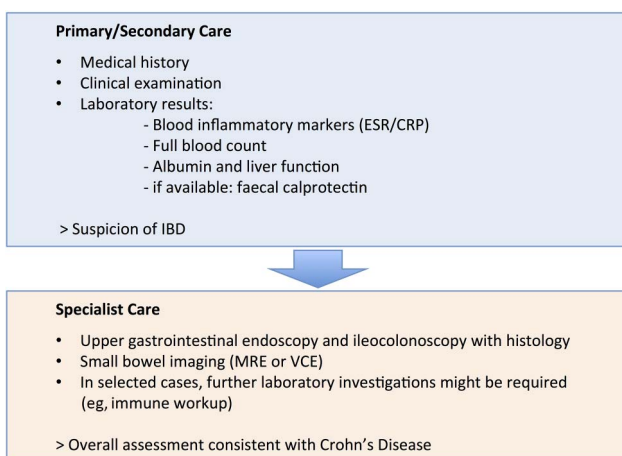 Primary/Secondary Care
• Medical history
• Clinical examination
• Laboratory results:
- Blood inflammatory markers (ESR/CRP)
- Full blood count
- Albumin and liver function
- if available: faecal calprotectin
> Suspicion of IBD
Specialist Care
• Upper gastrointestinal endoscopy and ileocolonoscopy with histology
• Small bowel imaging (MRE or VCE)
• In selected cases, further laboratory investigations might be required
(eg, immune workup)
> Overall assessment consistent with Crohn’s Disease